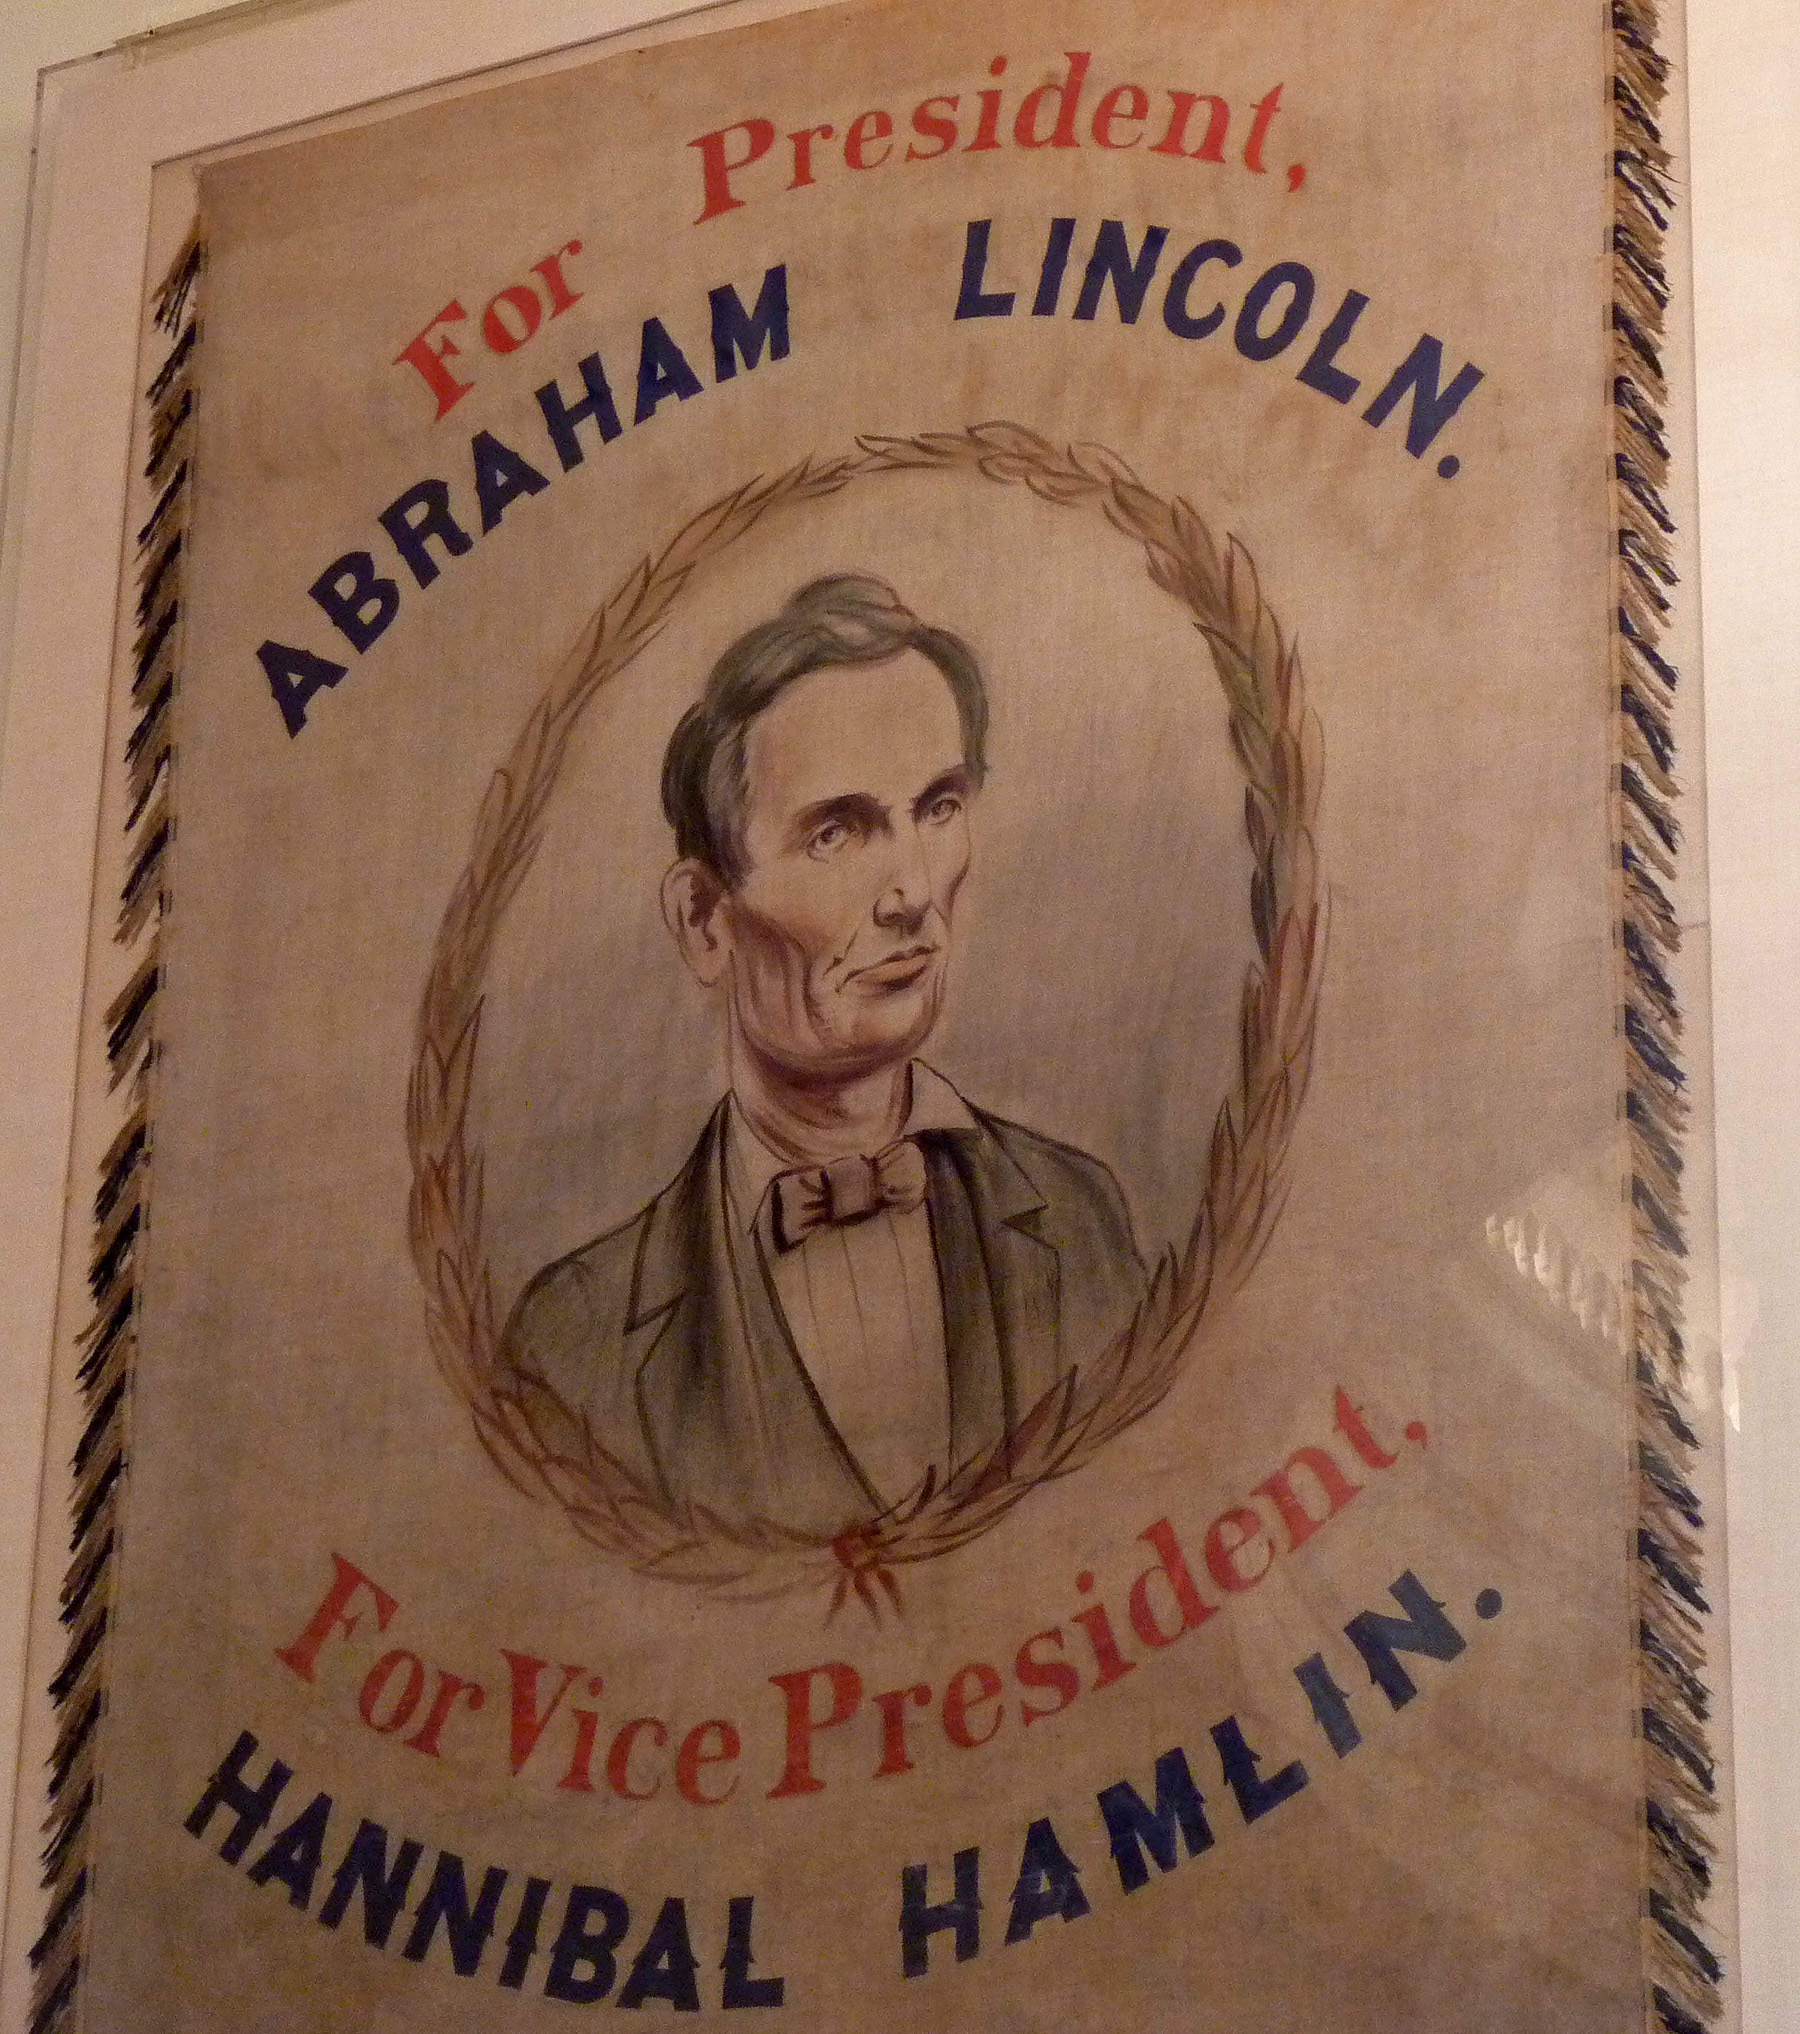 For President,
ABRAHAM LINCOLN.
For Vice President,
HANNIBAL HAMLIN.